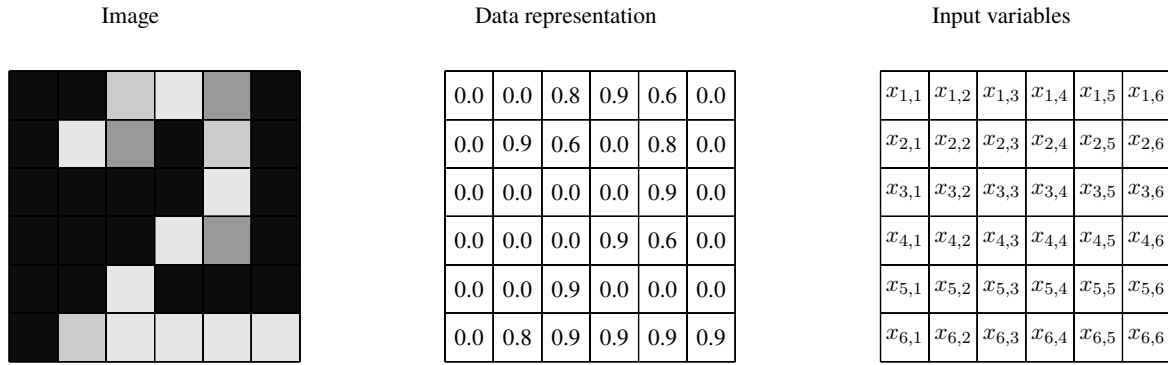 Image Data representation Input variables
0.0 0.0 0.8 0.9 0.6 0.0 x1,1 x1,2 x1,3 x1,4 x1,5 x1,6
0.0 0.9 0.6 0.0 0.8 0.0 x2,1 x2,2 x2,3 x2,4 x2,5 x2,6
0.0 0.0 0.0 0.0 0.9 0.0 x3,1 x3,2 x3,3 x3,4 x3,5 x3,6
0.0 0.0 0.0 0.9 0.6 0.0 x4,1 x4,2 x4,3 x4,4 x4,5 x4,6
0.0 0.0 0.9 0.0 0.0 0.0 x5,1 x5,2 x5,3 x5,4 x5,5 x5,6
0.0 0.8 0.9 0.9 0.9 0.9 x6,1 x6,2 x6,3 x6,4 x6,5 x6,6